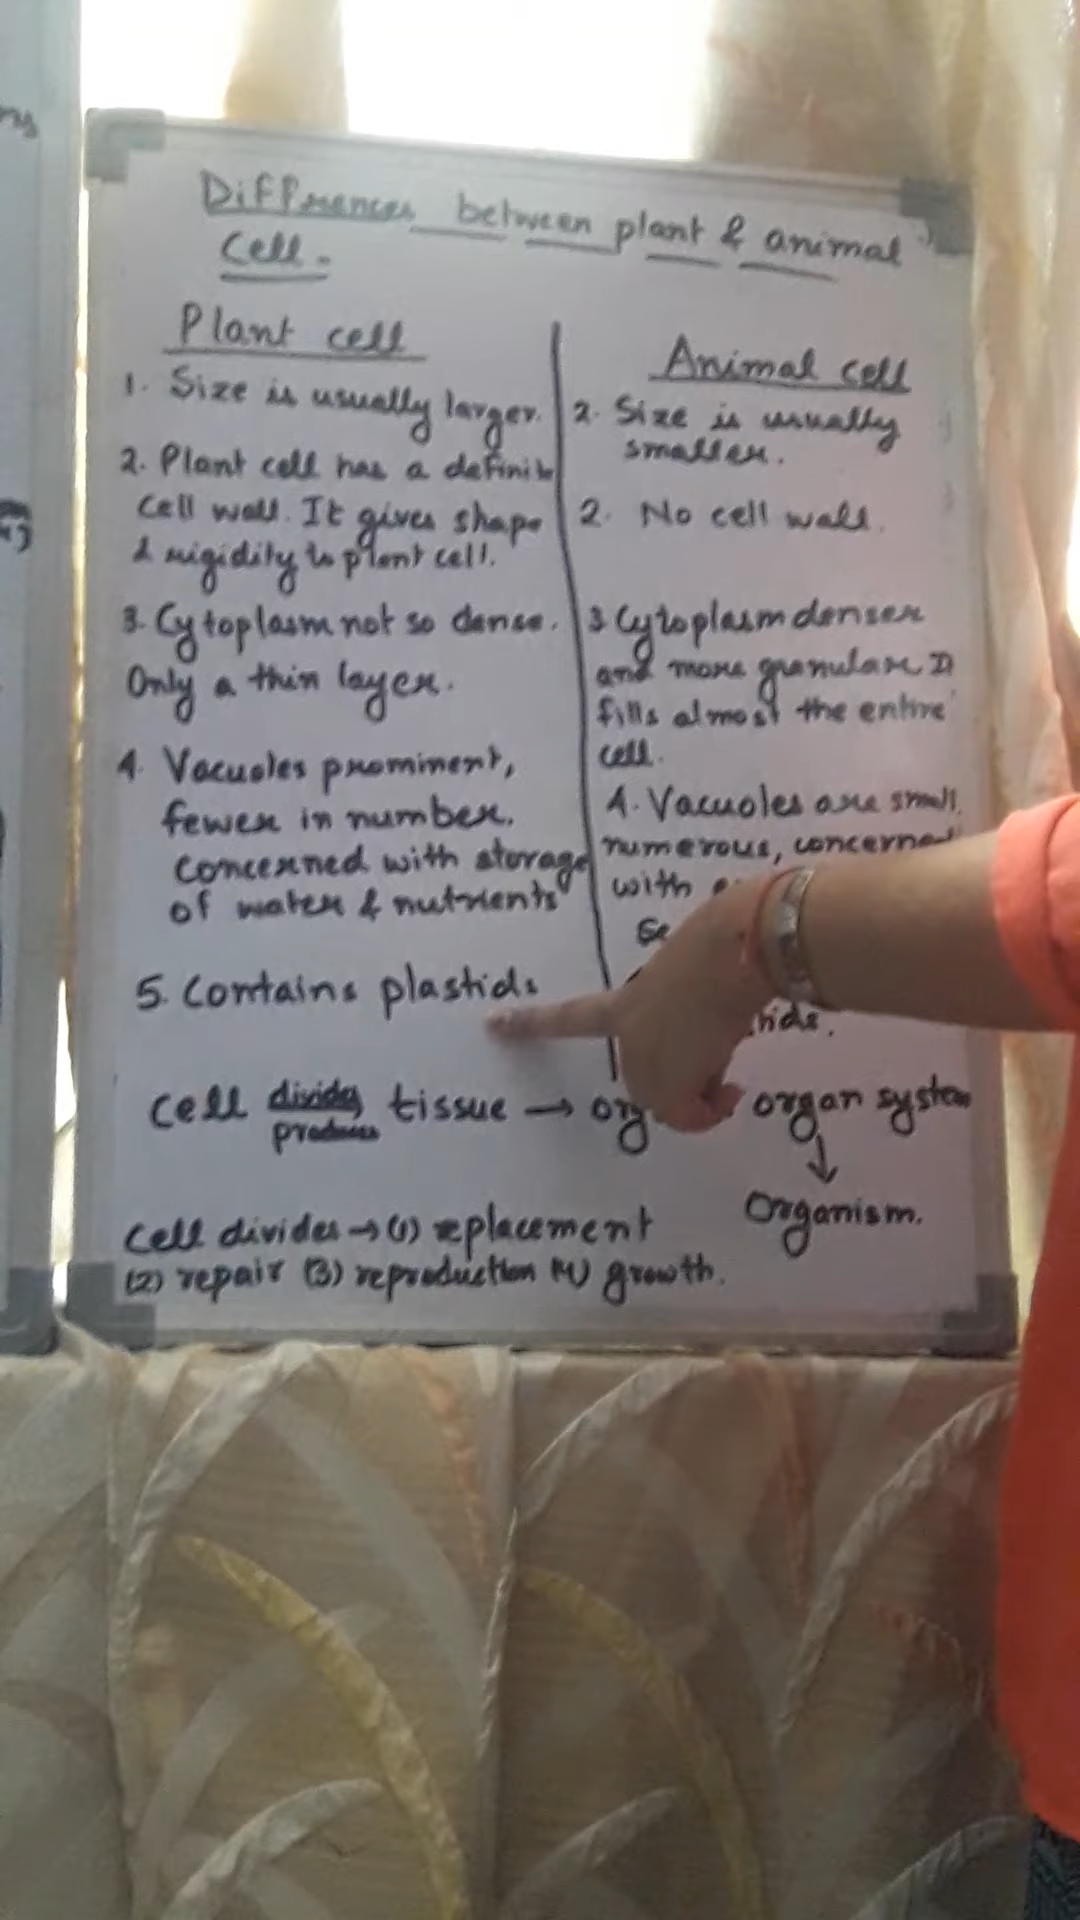 Differences between plant & animal
cell.
Plant cell
1. Size is usually larger.
2. Plant cell has a definit
cell wall. It gives shape
& rigidity to plant cell.
3. Cytoplasm not so dense.
Only a thin layer.
4. Vacuoles prominent,
fewer in number.
concerned with storage
of water & nutrients
5. Contains plastids
Animal cell
2. Size is usually
smaller.
2. No cell wall.
3 Cytoplasm denser
and more granular. It
fills almost the entire
cell.
4. Vacuoles are small,
numerous, concerned
with
cell divides tissue → organ system
produces
↓
Organism.
cell divides → (1) replacement
(2) repair (3) reproduction (4) growth.